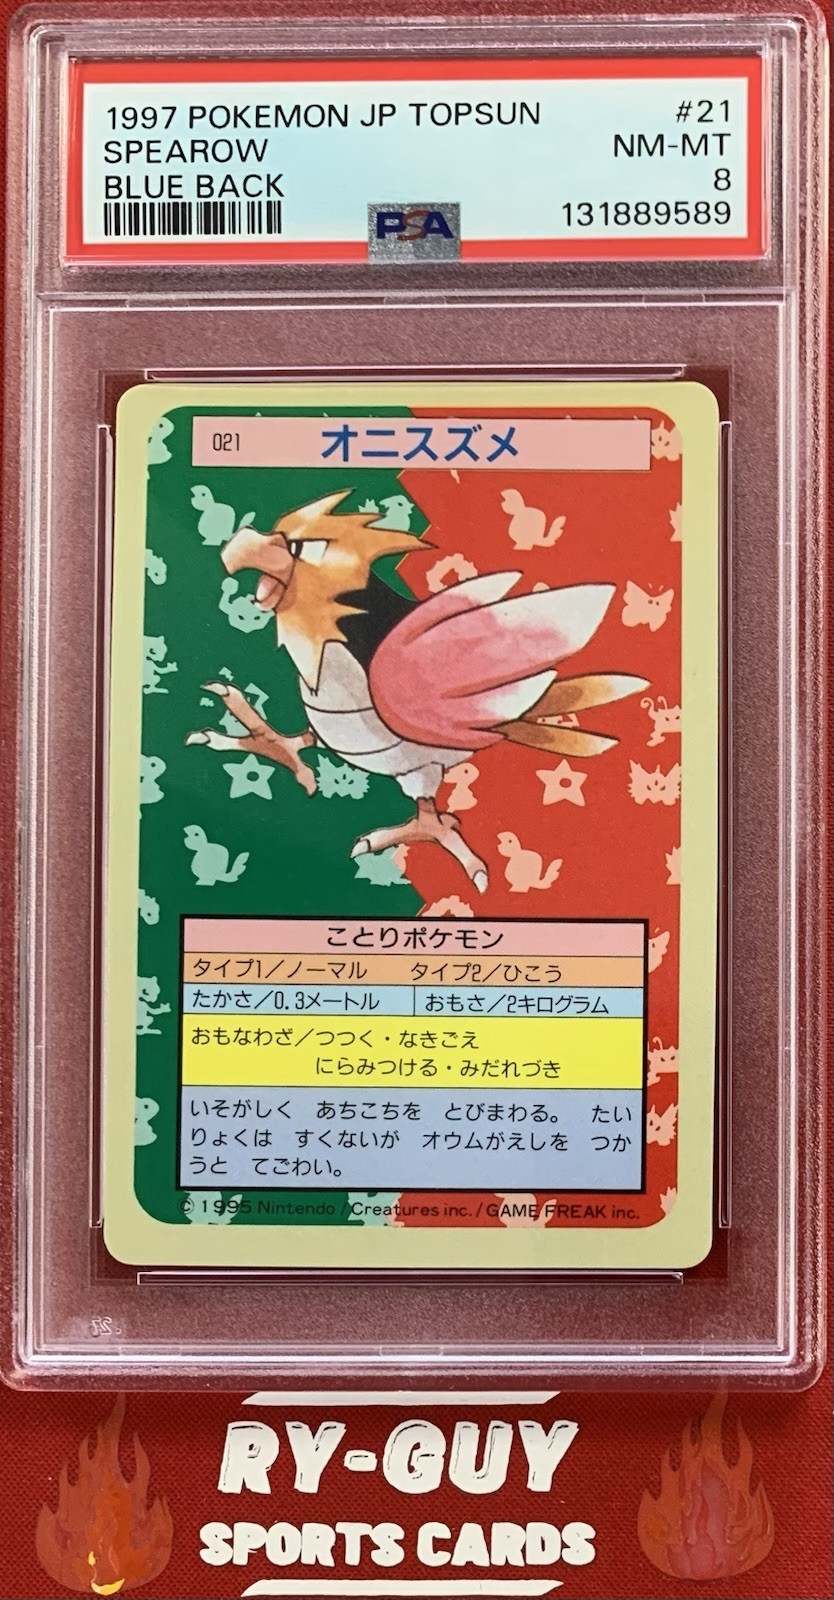 1997 POKEMON JP TOPSUN #21
SPEAROW NM-MT
BLUE BACK 8
PSA 131889589
021 オニスズメ
ことりポケモン
タイプ1/ノーマル タイプ2/ひこう
たかさ/0.3メートル おもさ/2キログラム
おもなわざ/つつく・なきごえ
にらみつける・みだれづき
いそがしく あちこちを とびまわる。 たい
りょくは すくないが オウムがえしを つか
うと てごわい。
© 1995 Nintendo /Creatures inc. / GAME FREAK inc.
RY-GUY
SPORTS CARDS